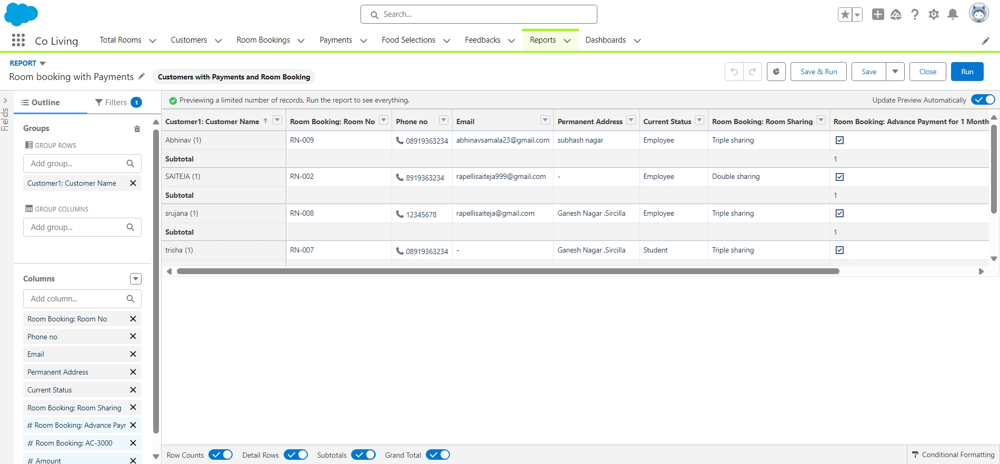 Search...
Co Living
Total Rooms
Customers
Room Bookings
Payments
Food Selections
Feedbacks
Reports
Dashboards
REPORT
Room booking with Payments
Customers with Payments and Room Booking
Save & Run
Save
Close
Run
Fields
Outline
Filters 1
Previewing a limited number of records. Run the report to see everything.
Update Preview Automatically
Groups
GROUP ROWS
Add group...
Customer1: Customer Name
GROUP COLUMNS
Add group...
Columns
Add column...
Room Booking: Room No
Phone no
Email
Permanent Address
Current Status
Room Booking: Room Sharing
# Room Booking: Advance Payr
# Room Booking: AC-3000
# Amount
Customer1: Customer Name Room Booking: Room No Phone no Email Permanent Address Current Status Room Booking: Room Sharing Room Booking: Advance Payment for 1 Month
Abhinav (1) RN-009 08919363234 abhinavsamala23@gmail.com subhash nagar Employee Triple sharing
Subtotal 1
SAITEJA (1) RN-002 8919363234 rapellisaiteja999@gmail.com - Employee Double sharing
Subtotal 1
srujana (1) RN-008 12345678 rapellisaiteja@gmail.com Ganesh Nagar ,Sircilla Employee Triple sharing
Subtotal 1
trisha (1) RN-007 08919363234 - Ganesh Nagar ,Sircilla Student Triple sharing
Row Counts
Detail Rows
Subtotals
Grand Total
Conditional Formatting